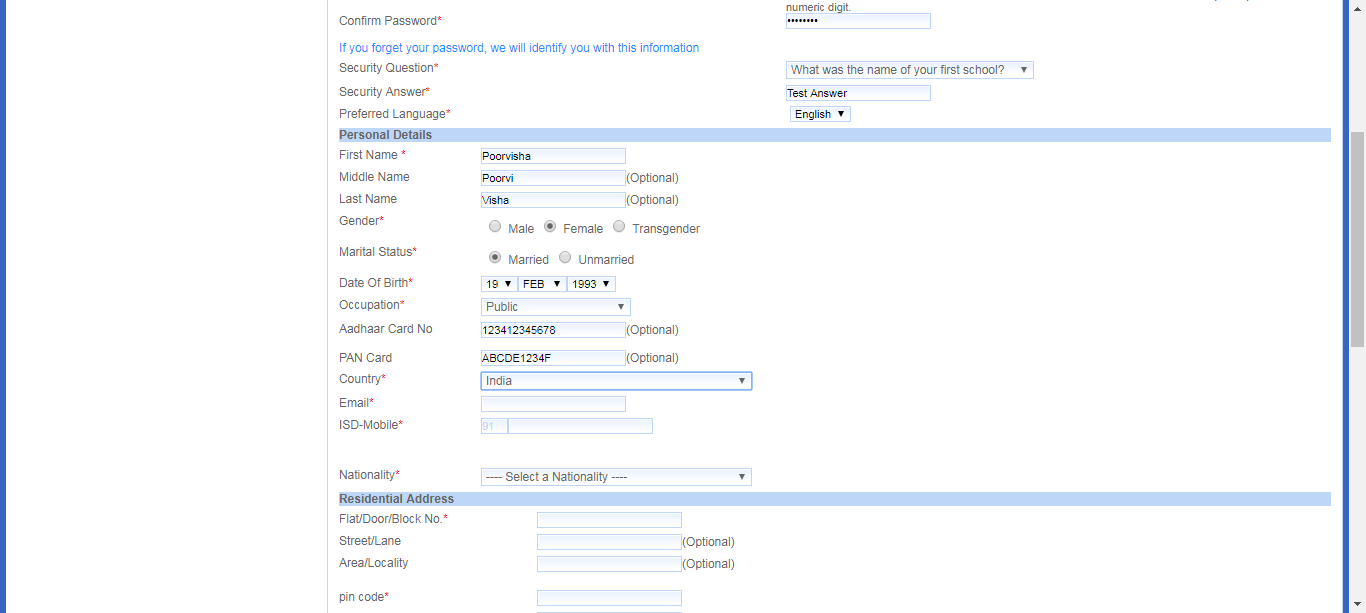 numeric digit.
Confirm Password* ••••••••
If you forget your password, we will identify you with this information
Security Question* What was the name of your first school?
Security Answer* Test Answer
Preferred Language* English
Personal Details
First Name * Poorvisha
Middle Name Poorvi (Optional)
Last Name Visha (Optional)
Gender* Male Female Transgender
Marital Status* Married Unmarried
Date Of Birth* 19 FEB 1993
Occupation* Public
Aadhaar Card No 123412345678 (Optional)
PAN Card ABCDE1234F (Optional)
Country* India
Email*
ISD-Mobile* 91
Nationality* ---- Select a Nationality ----
Residential Address
Flat/Door/Block No.*
Street/Lane (Optional)
Area/Locality (Optional)
pin code*